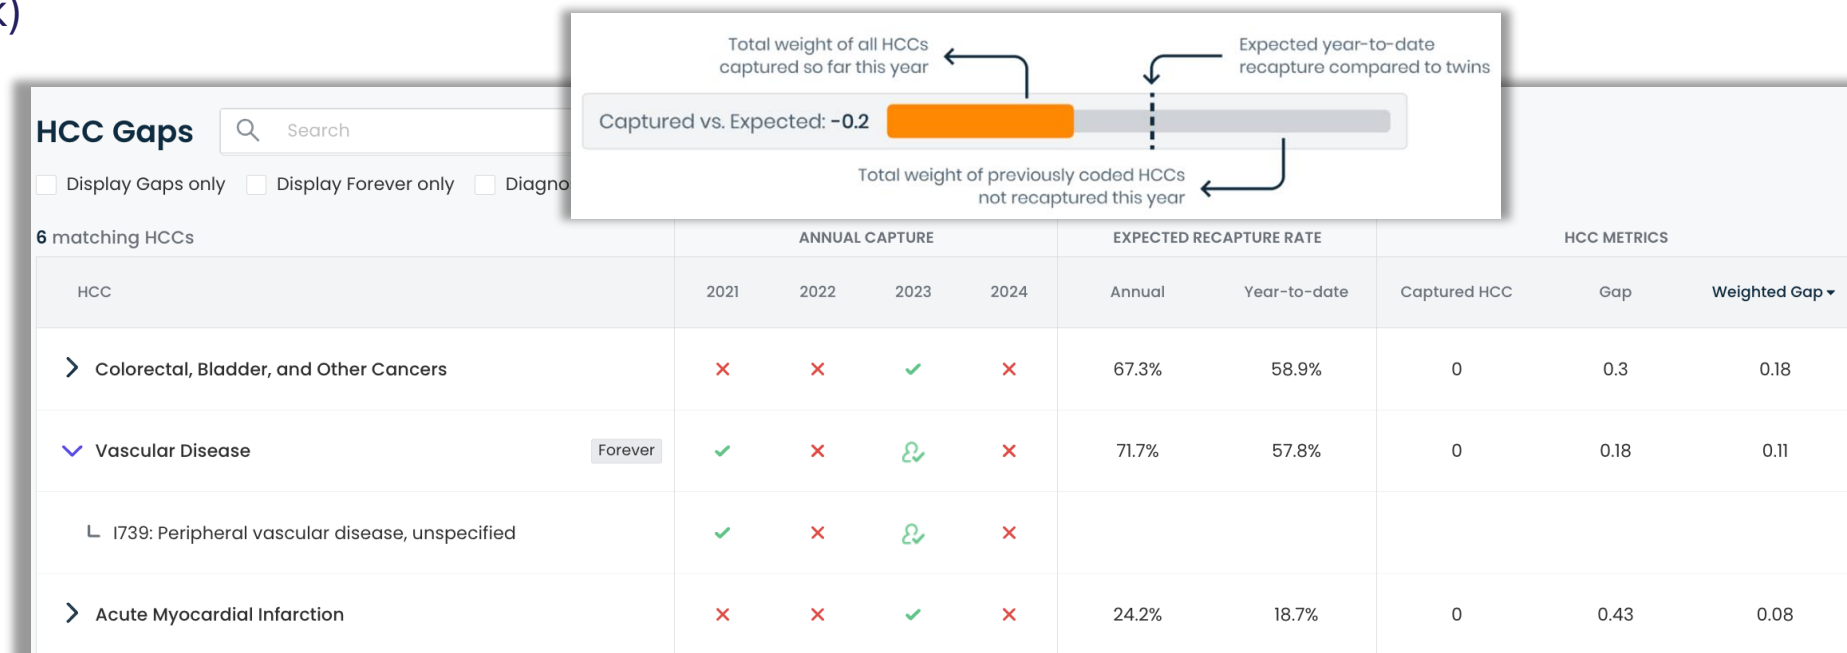 Total weight of all HCCs
captured so far this year
Expected year-to-date
recapture compared to twins
Captured vs. Expected: -0.2
Total weight of previously coded HCCs
not recaptured this year
HCC Gaps
Search
Display Gaps only
Display Forever only
6 matching HCCs
ANNUAL CAPTURE
EXPECTED RECAPTURE RATE
HCC METRICS
HCC 2021 2022 2023 2024 Annual Year-to-date Captured HCC Gap Weighted Gap
Colorectal, Bladder, and Other Cancers 67.3% 58.9% 0 0.3 0.18
Vascular Disease Forever 71.7% 57.8% 0 0.18 0.11
I739: Peripheral vascular disease, unspecified
Acute Myocardial Infarction 24.2% 18.7% 0 0.43 0.08